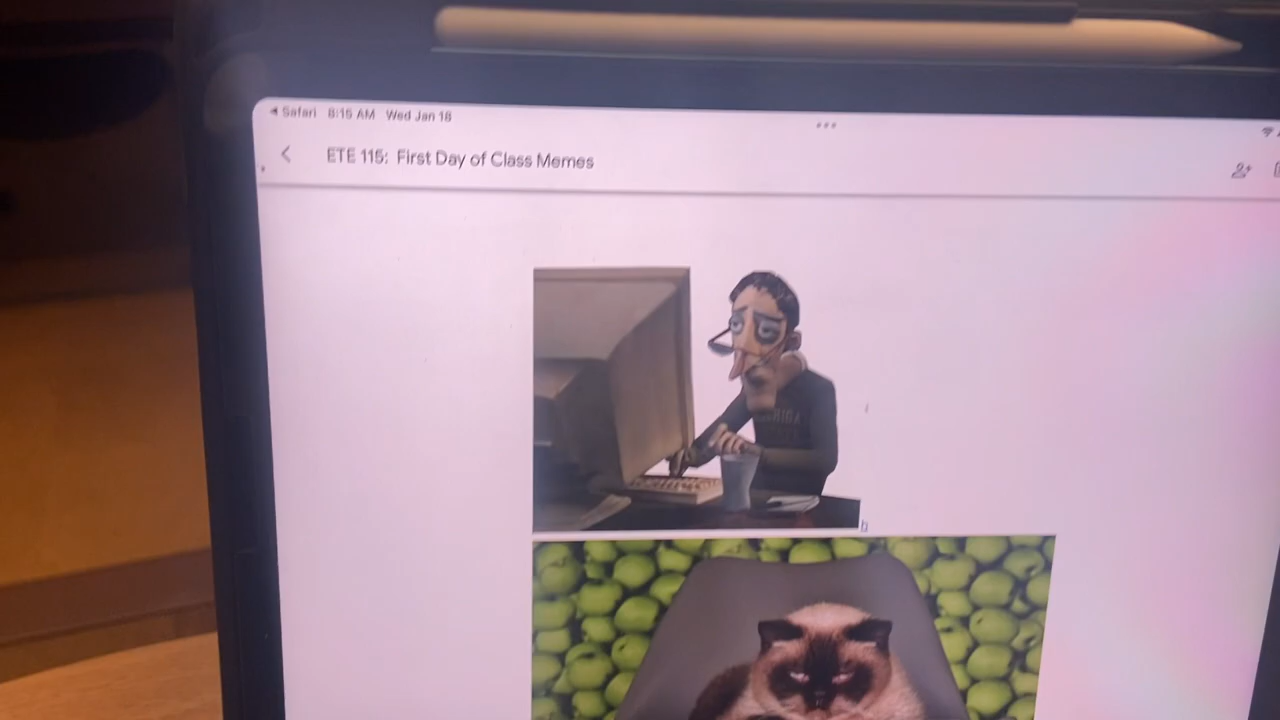 ◄ Safari 8:15 AM Wed Jan 18
ETE 115: First Day of Class Memes
b